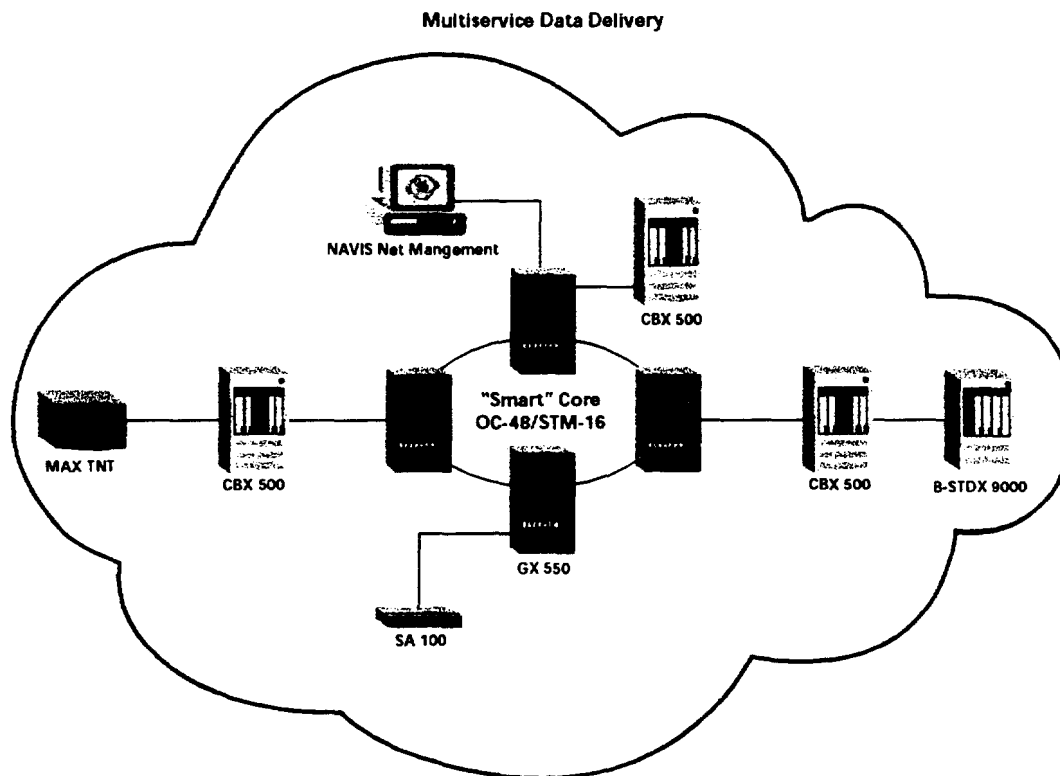 Multiservice Data Delivery
NAVIS Net Mangement
CBX 500
"Smart" Core
OC-48/STM-16
MAX TNT
CBX 500
CBX 500
B-STDX 9000
GX 550
SA 100